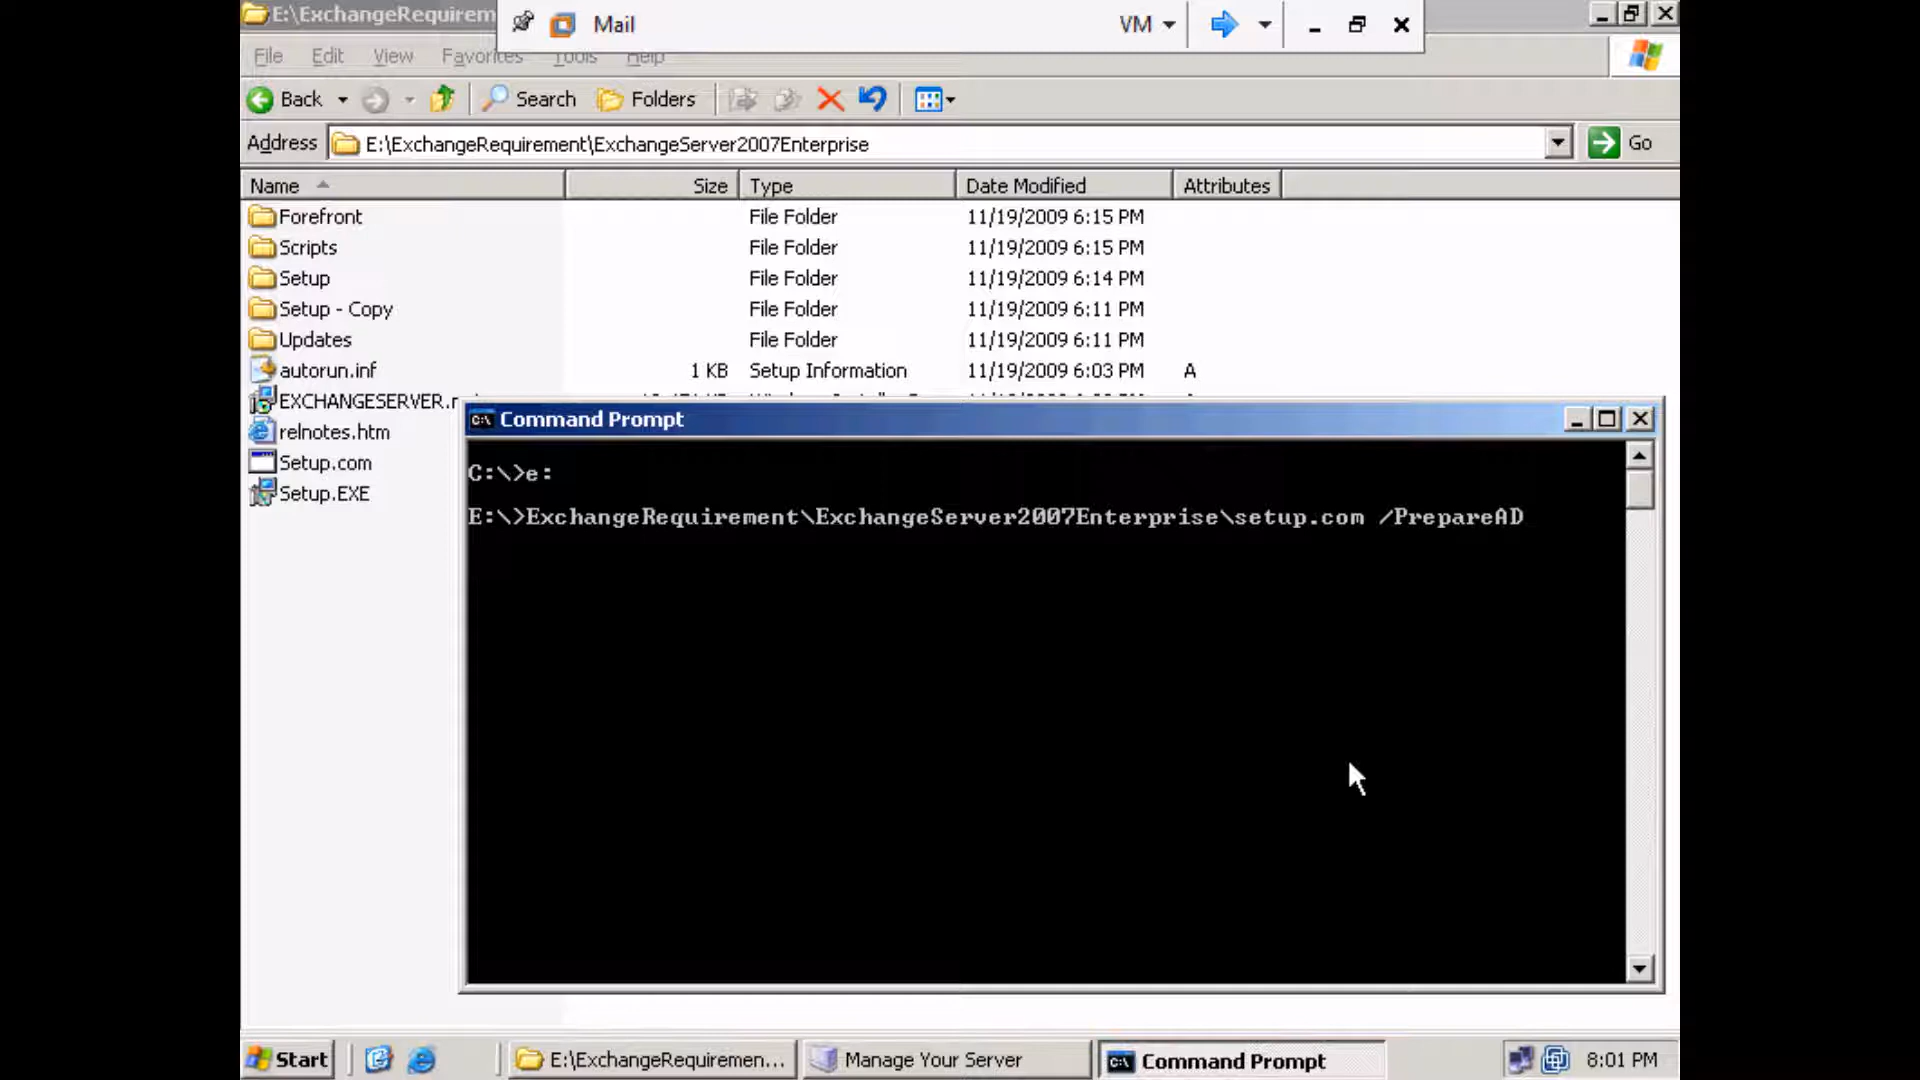 E:\ExchangeRequirem
Mail
VM
File Edit View Favorites Tools Help
Back Search Folders
Address E:\ExchangeRequirement\ExchangeServer2007Enterprise Go
Name Size Type Date Modified Attributes
Forefront File Folder 11/19/2009 6:15 PM
Scripts File Folder 11/19/2009 6:15 PM
Setup File Folder 11/19/2009 6:14 PM
Setup - Copy File Folder 11/19/2009 6:11 PM
Updates File Folder 11/19/2009 6:11 PM
autorun.inf 1 KB Setup Information 11/19/2009 6:03 PM A
EXCHANGESERVER.
relnotes.htm
Setup.com
Setup.EXE
Command Prompt
C:\>e:
E:\>ExchangeRequirement\ExchangeServer2007Enterprise\setup.com /PrepareAD
Start E:\ExchangeRequiremen... Manage Your Server Command Prompt 8:01 PM